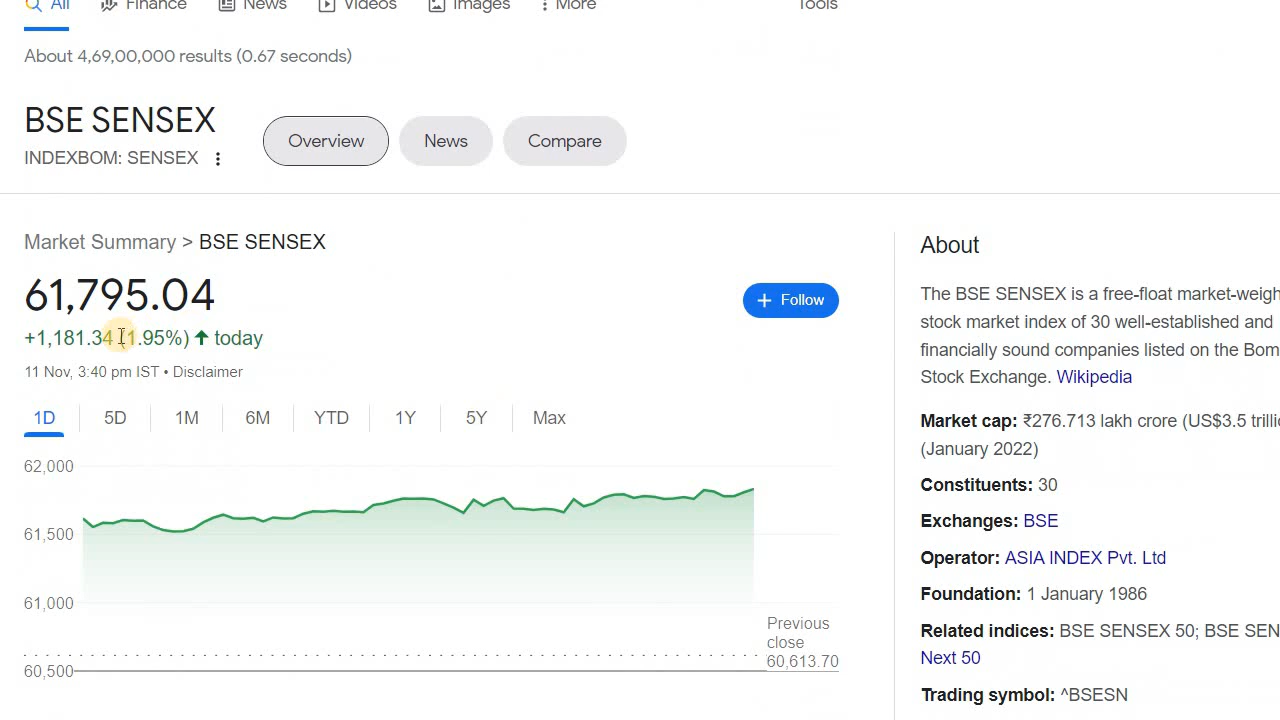 All Finance News Videos Images More Tools
About 4,69,00,000 results (0.67 seconds)
BSE SENSEX
INDEXBOM: SENSEX
Overview News Compare
Market Summary > BSE SENSEX
61,795.04
+ Follow
+1,181.34 (1.95%) today
11 Nov, 3:40 pm IST • Disclaimer
1D 5D 1M 6M YTD 1Y 5Y Max
62,000
61,500
61,000
60,500
Previous
close
60,613.70
About
The BSE SENSEX is a free-float market-weigh
stock market index of 30 well-established and
financially sound companies listed on the Bom
Stock Exchange. Wikipedia
Market cap: ₹276.713 lakh crore (US$3.5 trilli
(January 2022)
Constituents: 30
Exchanges: BSE
Operator: ASIA INDEX Pvt. Ltd
Foundation: 1 January 1986
Related indices: BSE SENSEX 50; BSE SEN
Next 50
Trading symbol: ^BSESN